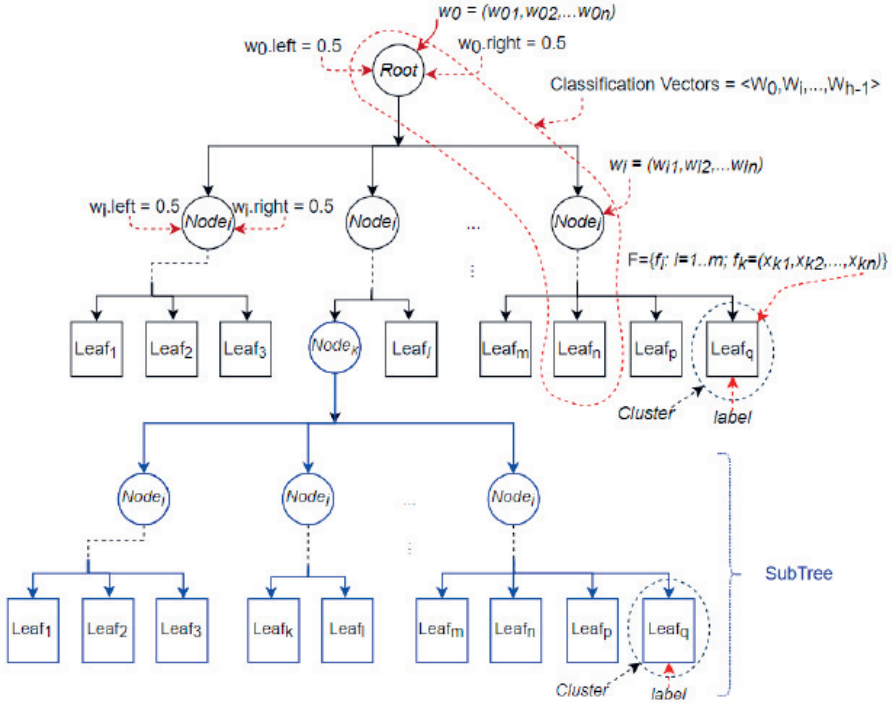 w0 = (w01,w02,...w0n)
w0.left = 0.5
w0.right = 0.5
Root
Classification Vectors = <W0,Wi,...,Wh-1>
wi = (wi1,wi2,...win)
wi.left = 0.5
wi.right = 0.5
Nodei
Nodei
...
Nodei
...
F={fi: i=1..m; fk=(xk1,xk2,...,xkn)}
Leaf1
Leaf2
Leaf3
Nodek
Leafl
Leafm
Leafn
Leafp
Leafq
Cluster
label
Nodei
Nodei
...
Nodei
...
SubTree
Leaf1
Leaf2
Leaf3
Leafk
Leafl
Leafm
Leafn
Leafp
Leafq
Cluster
label